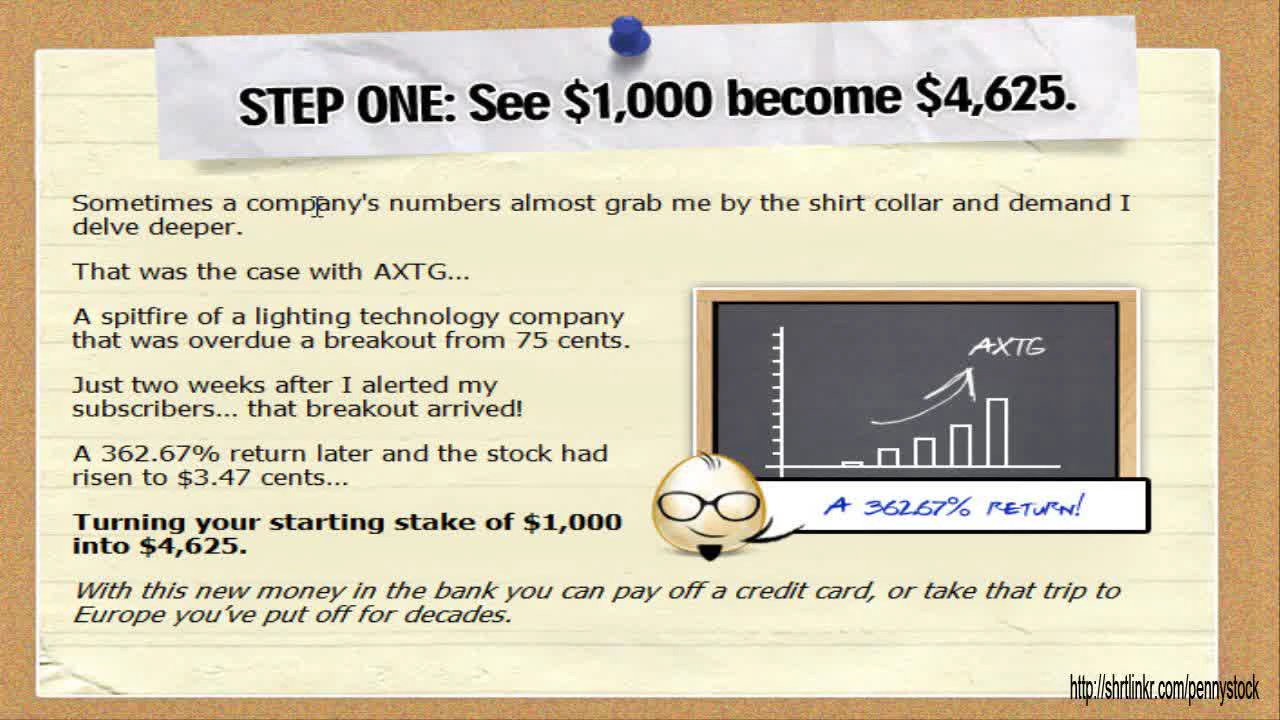 STEP ONE: See $1,000 become $4,625.
Sometimes a company's numbers almost grab me by the shirt collar and demand I
delve deeper.
That was the case with AXTG...
A spitfire of a lighting technology company
that was overdue a breakout from 75 cents.
Just two weeks after I alerted my
subscribers... that breakout arrived!
A 362.67% return later and the stock had
risen to $3.47 cents...
Turning your starting stake of $1,000
into $4,625.
AXTG
A 362.67% RETURN!
With this new money in the bank you can pay off a credit card, or take that trip to
Europe you've put off for decades.
http://shrtlinkr.com/pennystock